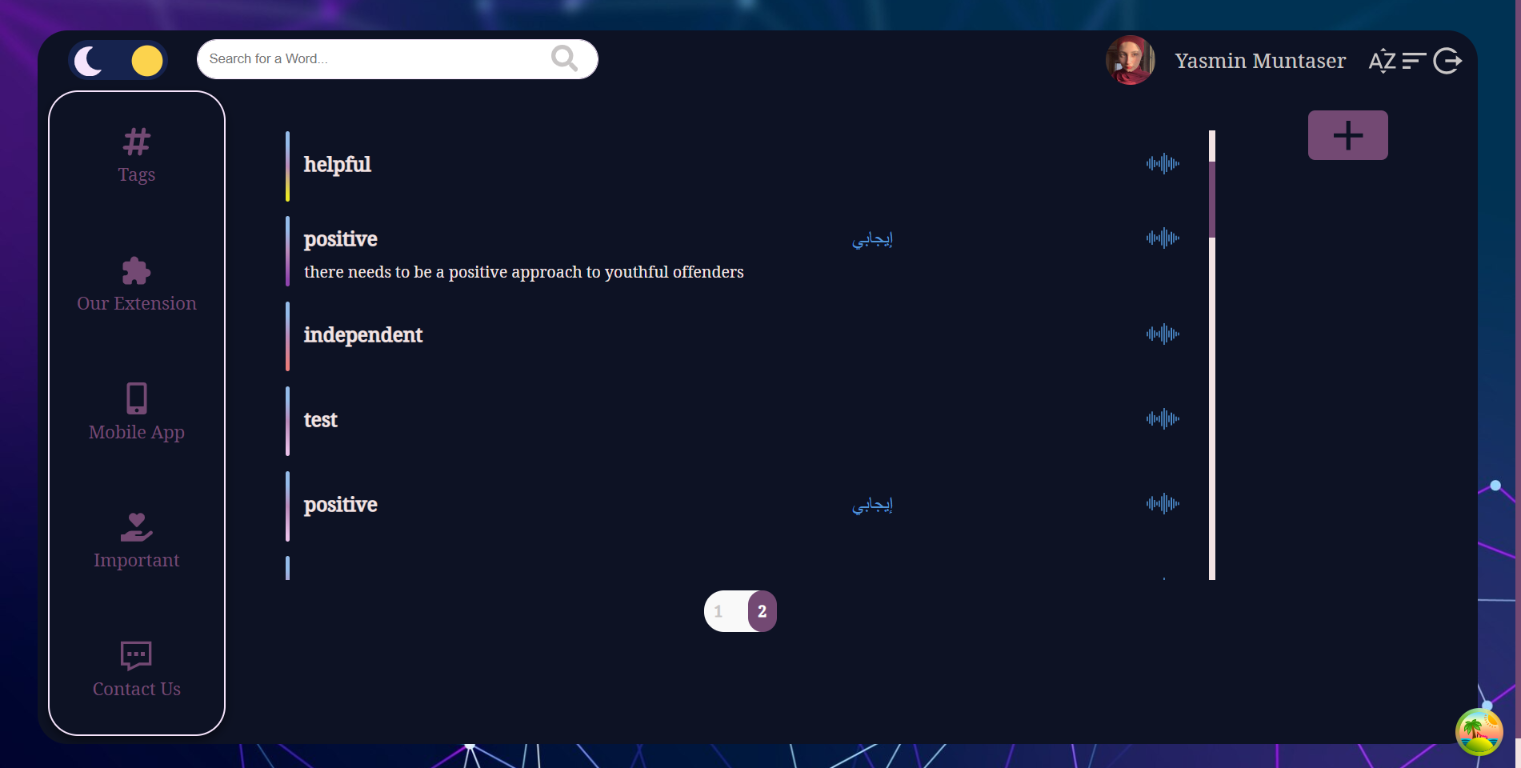 Search for a Word...
Yasmin Muntaser
AZ
Tags
Our Extension
Mobile App
Important
Contact Us
helpful
positive إيجابي
there needs to be a positive approach to youthful offenders
independent
test
positive إيجابي
1 2